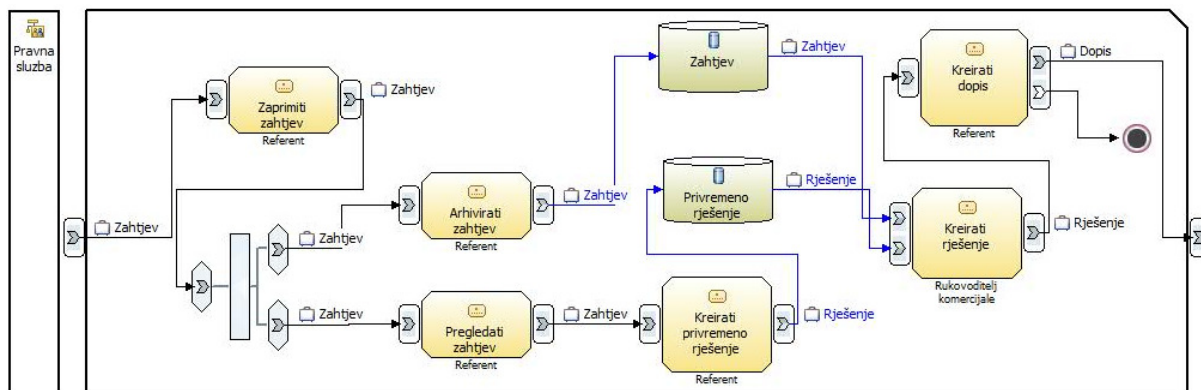 Pravna
sluzba
Zahtjev
Zaprimiti
zahtjev
Referent
Zahtjev
Zahtjev
Arhivirati
zahtjev
Referent
Zahtjev
Zahtjev
Zahtjev
Zahtjev
Pregledati
zahtjev
Referent
Zahtjev
Kreirati
privremeno
rješenje
Referent
Rješenje
Privremeno
rješenje
Rješenje
Kreirati
rješenje
Rukovoditelj
komercijale
Rješenje
Kreirati
dopis
Referent
Dopis